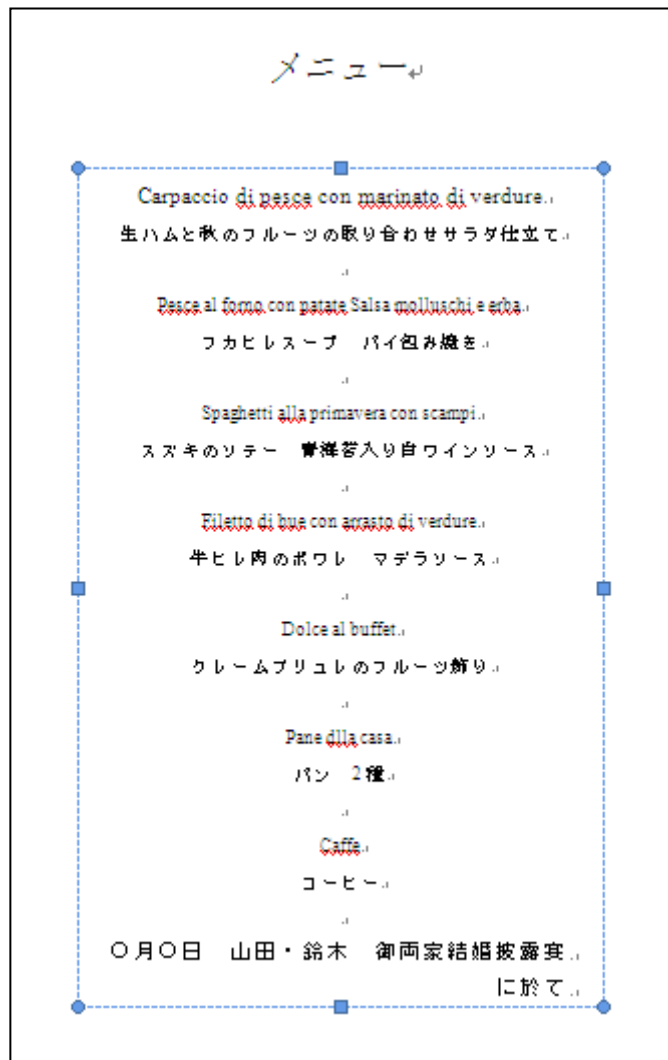 メニュー
Carpaccio di pesce con marinato di verdure
生ハムと秋のフルーツの取り合わせサラダ仕立て
Pesce al forno con patate Salsa molluschi e erba
フカヒレスープ　パイ包み焼き
Spaghetti alla primavera con scampi
スズキのソテー　青海苔入り白ワインソース
Filetto di bue con arrasto di verdure
牛ヒレ肉のポワレ　マデラソース
Dolce al buffet
クレームブリュレのフルーツ飾り
Pane dlla casa
パン　2種
Caffe
コーヒー
〇月〇日　山田・鈴木　御両家結婚披露宴
に於て